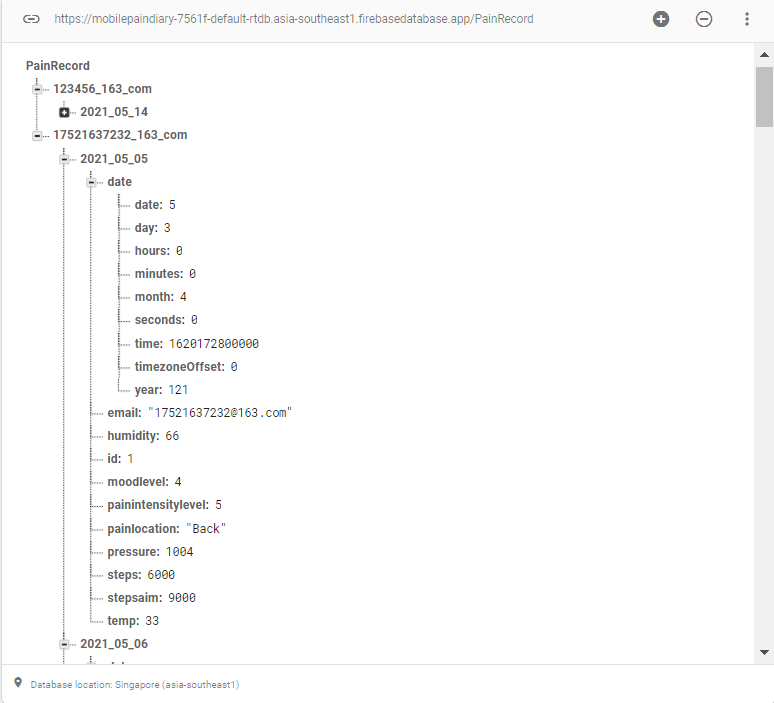 https://mobilepaindiary-7561f-default-rtdb.asia-southeast1.firebasedatabase.app/PainRecord
PainRecord
123456_163_com
2021_05_14
17521637232_163_com
2021_05_05
date
date: 5
day: 3
hours: 0
minutes: 0
month: 4
seconds: 0
time: 1620172800000
timezoneOffset: 0
year: 121
email: "17521637232@163.com"
humidity: 66
id: 1
moodlevel: 4
painintensitylevel: 5
painlocation: "Back"
pressure: 1004
steps: 6000
stepsaim: 9000
temp: 33
2021_05_06
Database location: Singapore (asia-southeast1)